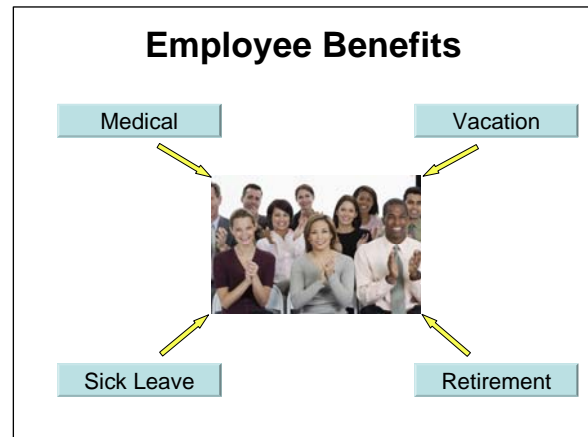 Employee Benefits
Medical
Vacation
Sick Leave
Retirement